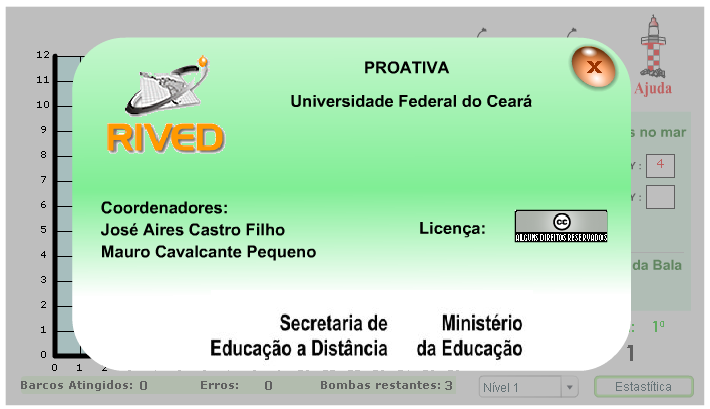 PROATIVA
Universidade Federal do Ceará
X
RIVED
Coordenadores:
José Aires Castro Filho
Mauro Cavalcante Pequeno
Licença:
cc
ALGUNS DIREITOS RESERVADOS
Secretaria de
Educação a Distância
Ministério
da Educação
Ajuda
s no mar
Y: 4
Y:
da Bala
: 1ª
1
12
11
10
9
8
7
6
5
4
3
2
1
0
0 1 2
Barcos Atingidos: 0 Erros: 0 Bombas restantes: 3
Nível 1
Estastítica